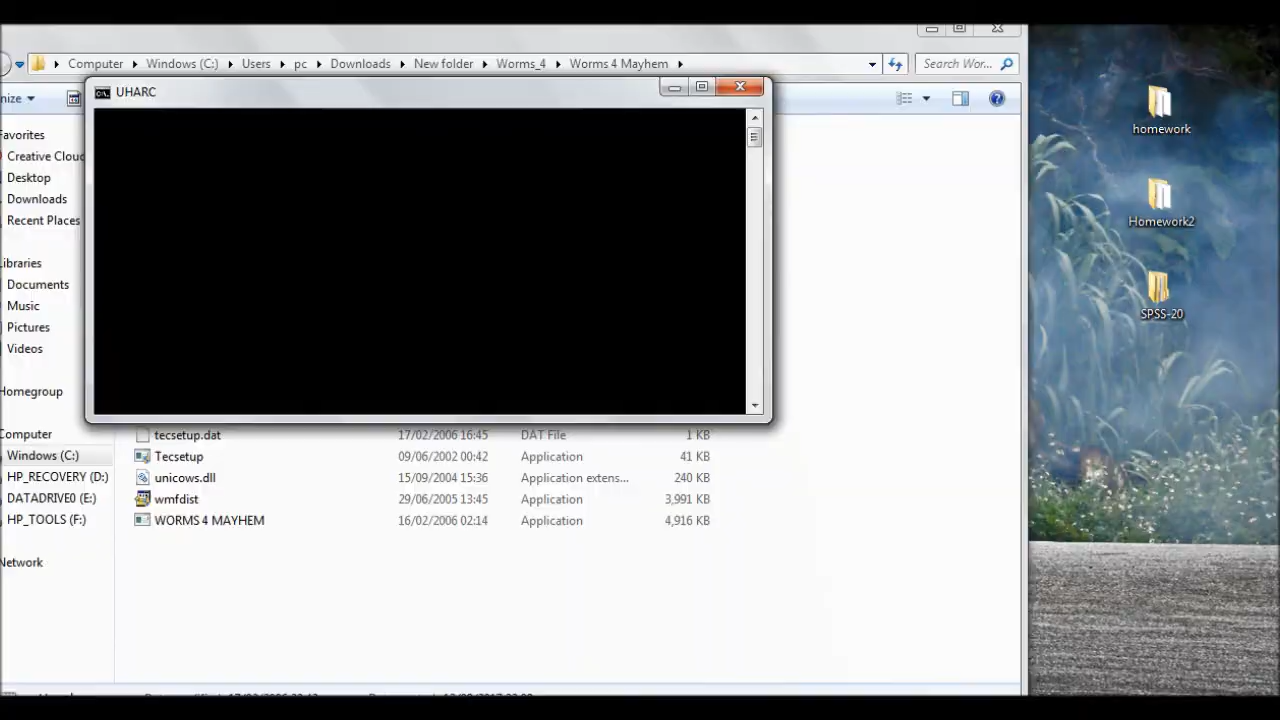 Computer ▸ Windows (C:) ▸ Users ▸ pc ▸ Downloads ▸ New folder ▸ Worms_4 ▸ Worms 4 Mayhem ▸
Search Wor...
UHARC
nize
avorites
Creative Cloud
Desktop
Downloads
Recent Places
ibraries
Documents
Music
Pictures
Videos
Homegroup
Computer
Windows (C:)
HP_RECOVERY (D:)
DATADRIVE0 (E:)
HP_TOOLS (F:)
Network
tecsetup.dat 17/02/2006 16:45 DAT File 1 KB
Tecsetup 09/06/2002 00:42 Application 41 KB
unicows.dll 15/09/2004 15:36 Application extens... 240 KB
wmfdist 29/06/2005 13:45 Application 3,991 KB
WORMS 4 MAYHEM 16/02/2006 02:14 Application 4,916 KB
homework
Homework2
SPSS-20